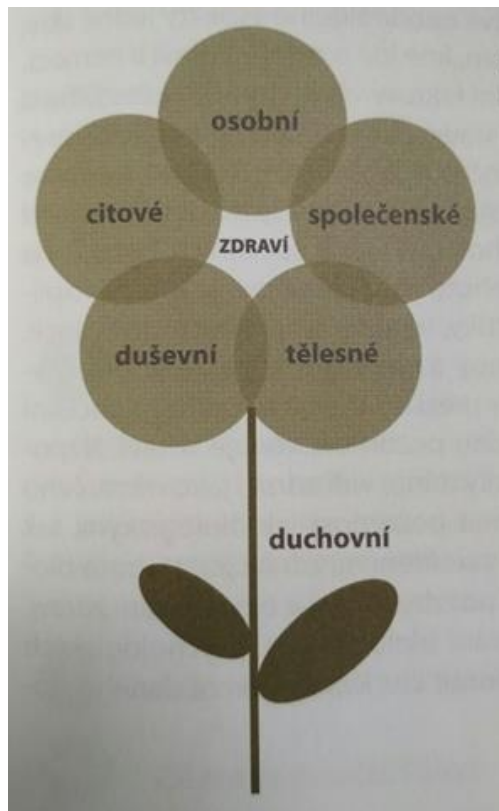 osobní
citové
společenské
ZDRAVÍ
duševní
tělesné
duchovní